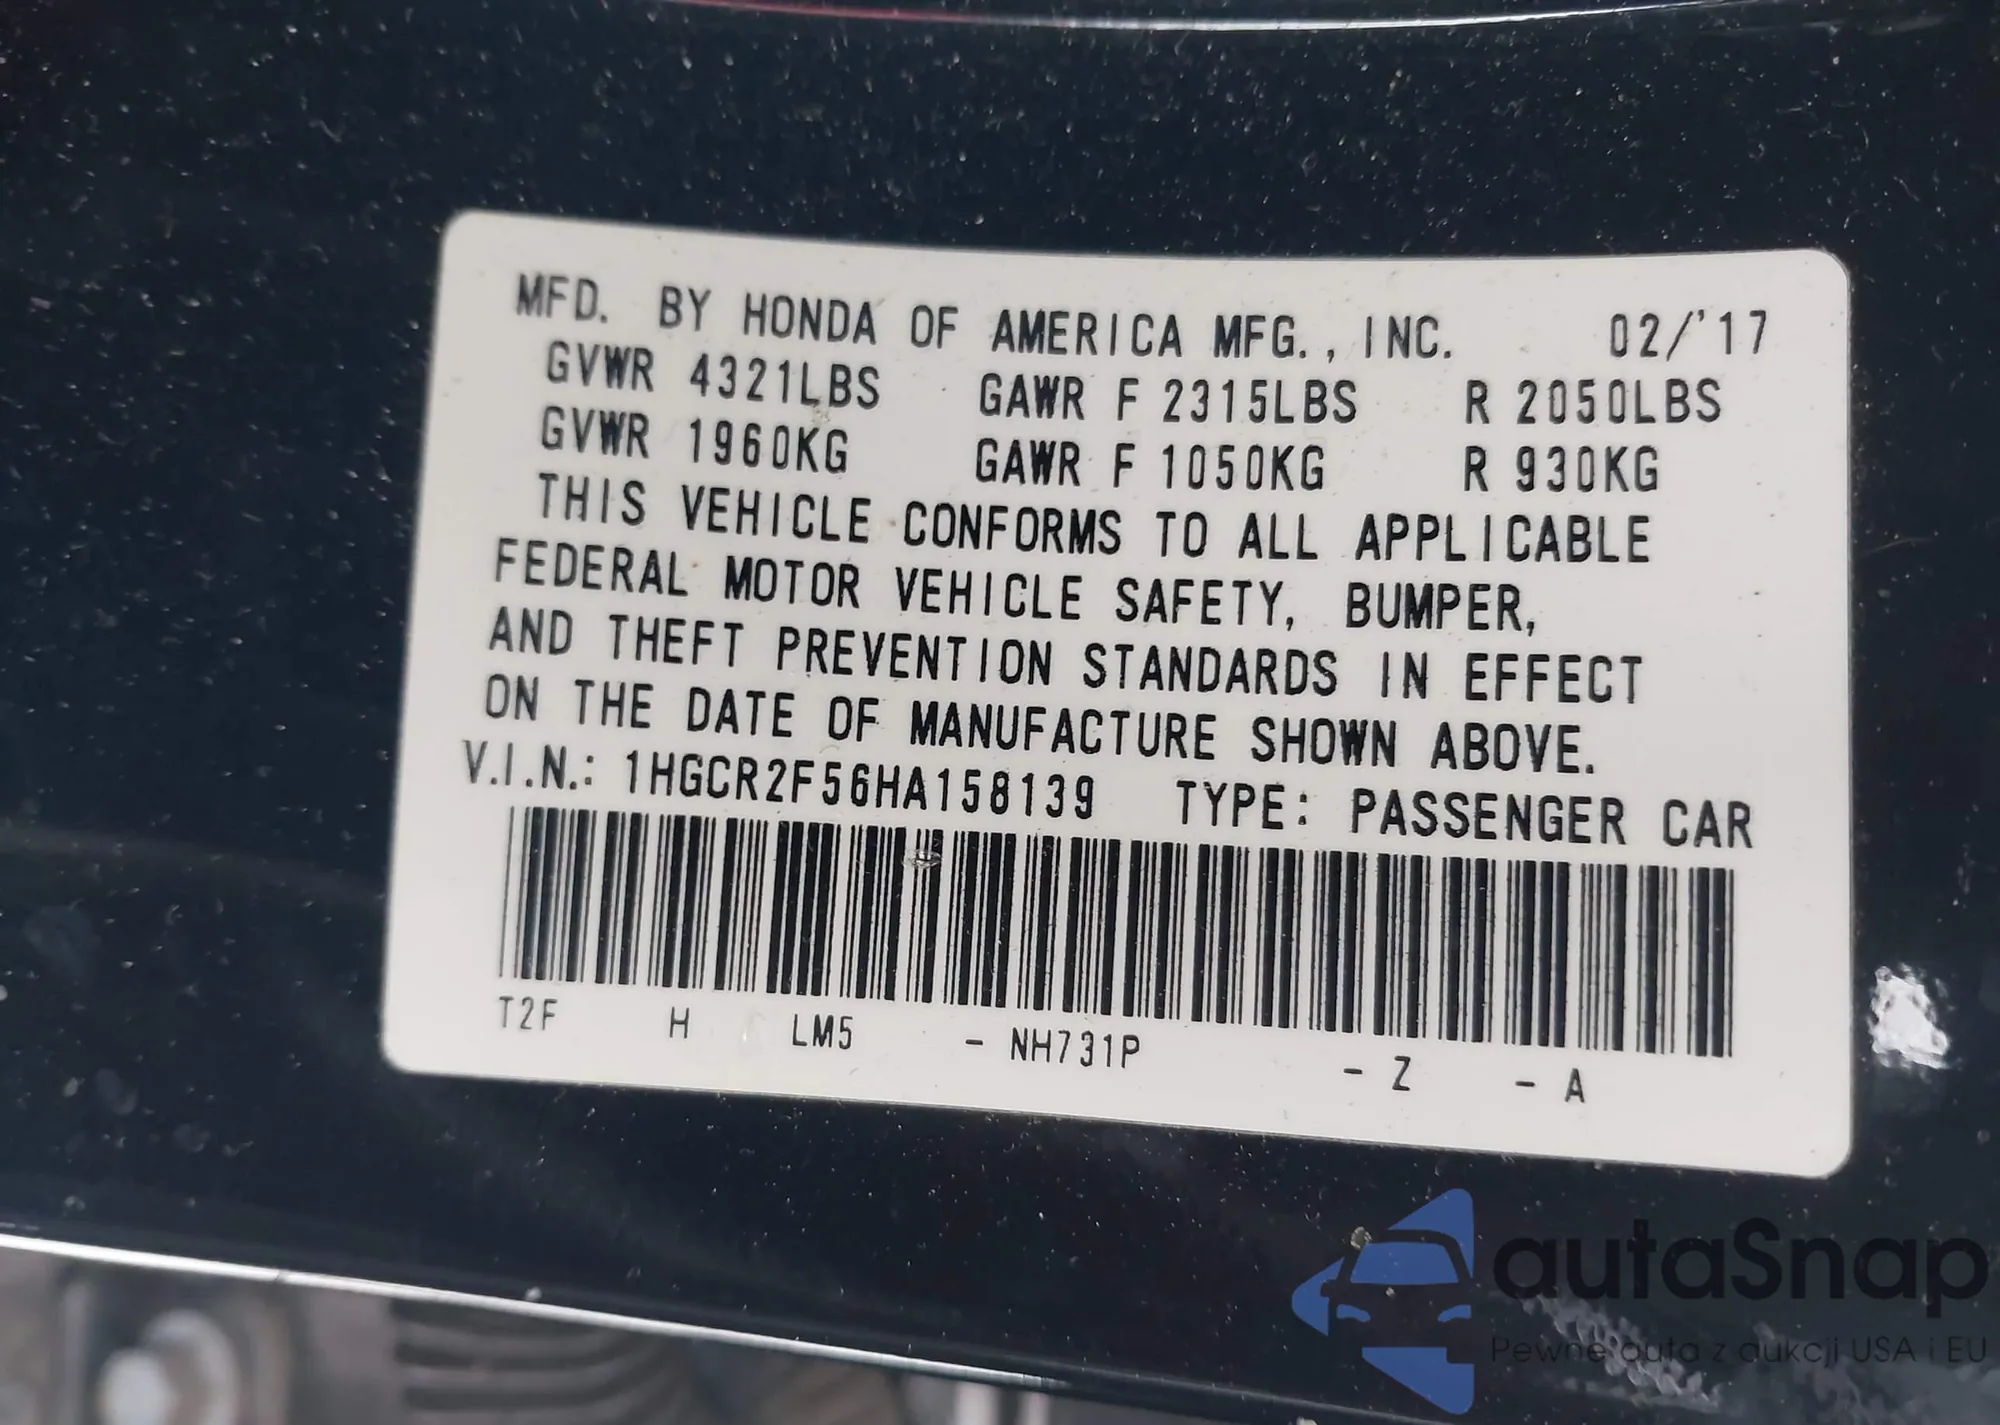 MFD. BY HONDA OF AMERICA MFG., INC. 02/'17
GVWR 4321LBS GAWR F 2315LBS R 2050LBS
GVWR 1960KG GAWR F 1050KG R 930KG
THIS VEHICLE CONFORMS TO ALL APPLICABLE
FEDERAL MOTOR VEHICLE SAFETY, BUMPER,
AND THEFT PREVENTION STANDARDS IN EFFECT
ON THE DATE OF MANUFACTURE SHOWN ABOVE.
V.I.N.: 1HGCR2F56HA158139 TYPE: PASSENGER CAR
T2F H LM5 - NH731P - Z - A
autaSnap
Pewne auta z aukcji USA i EU